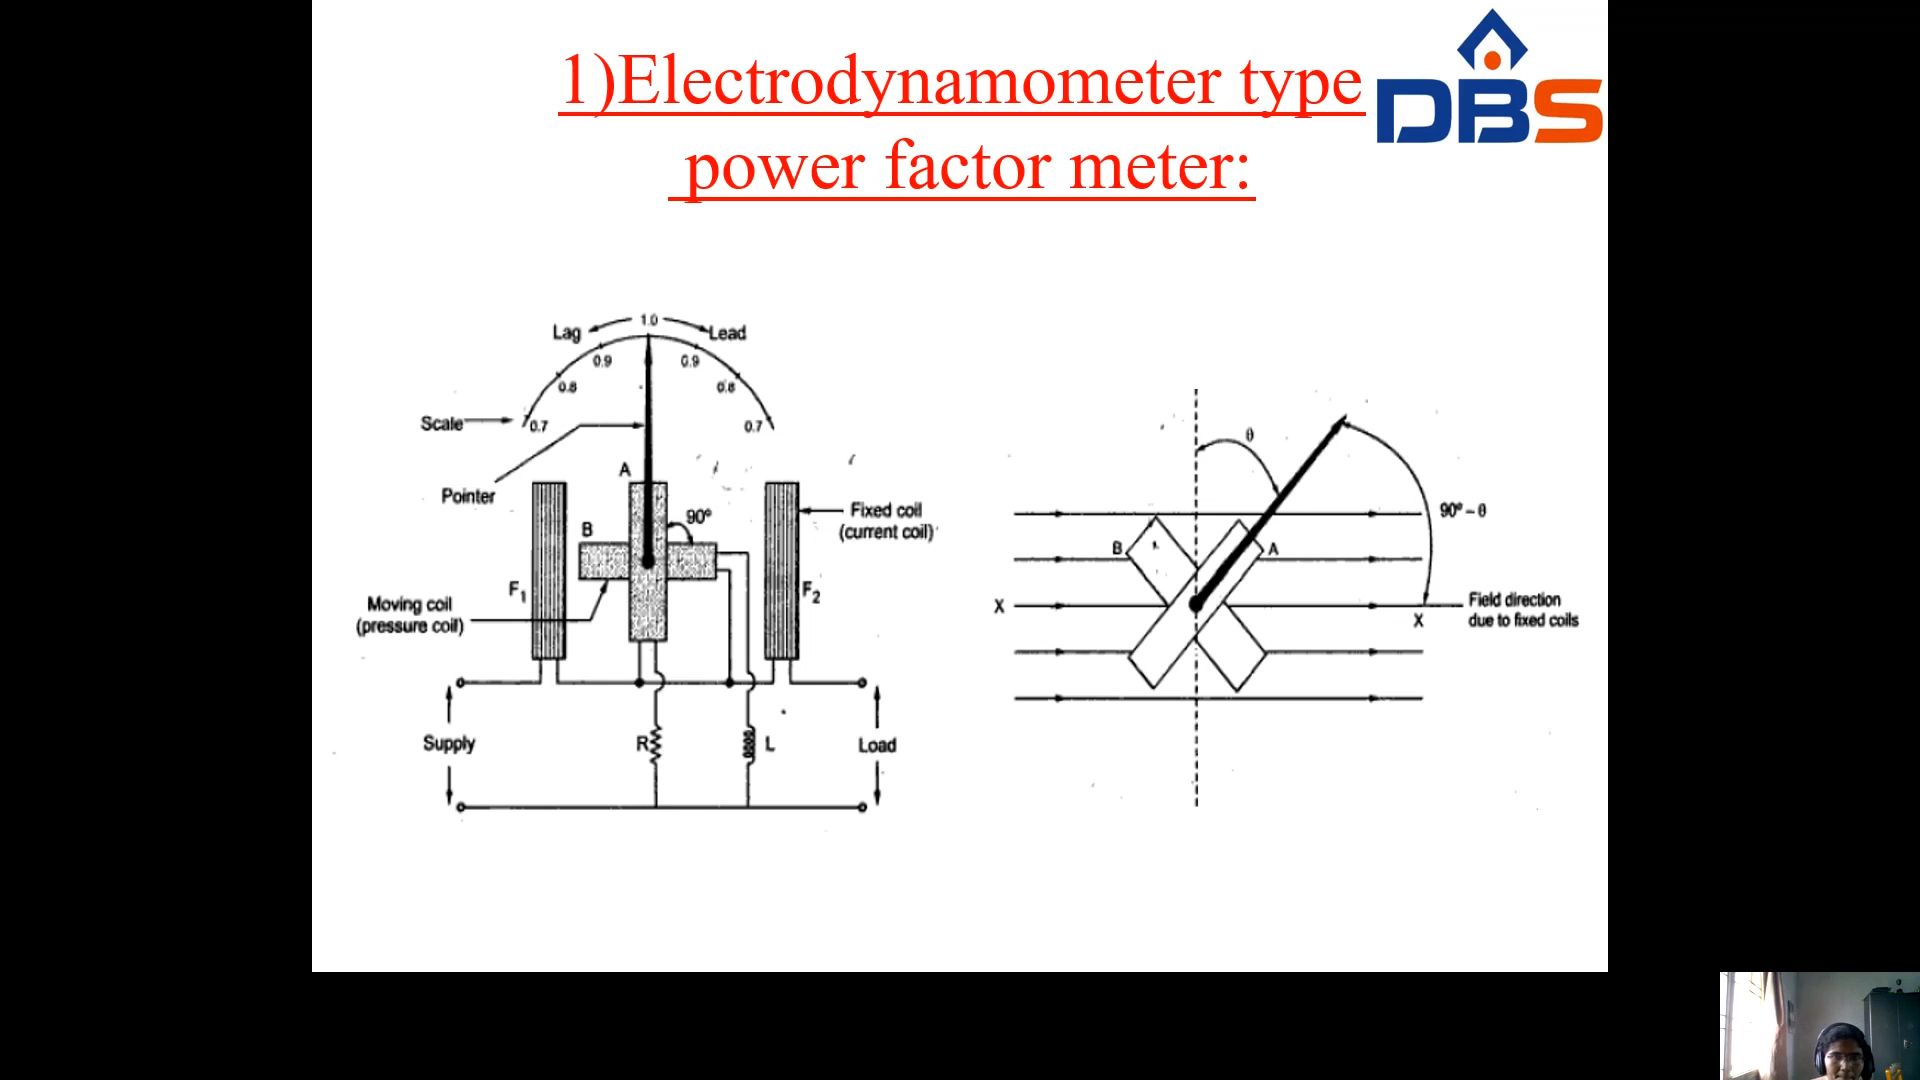 1)Electrodynamometer type
power factor meter:
DBS
Lag 1.0 Lead
0.9 0.9
0.8 0.8
0.7 0.7
Scale
Pointer
A
B
90°
Fixed coil
(current coil)
F1
F2
Moving coil
(pressure coil)
Supply
R
L
Load
θ
90° – θ
B
A
X
X
Field direction
due to fixed coils